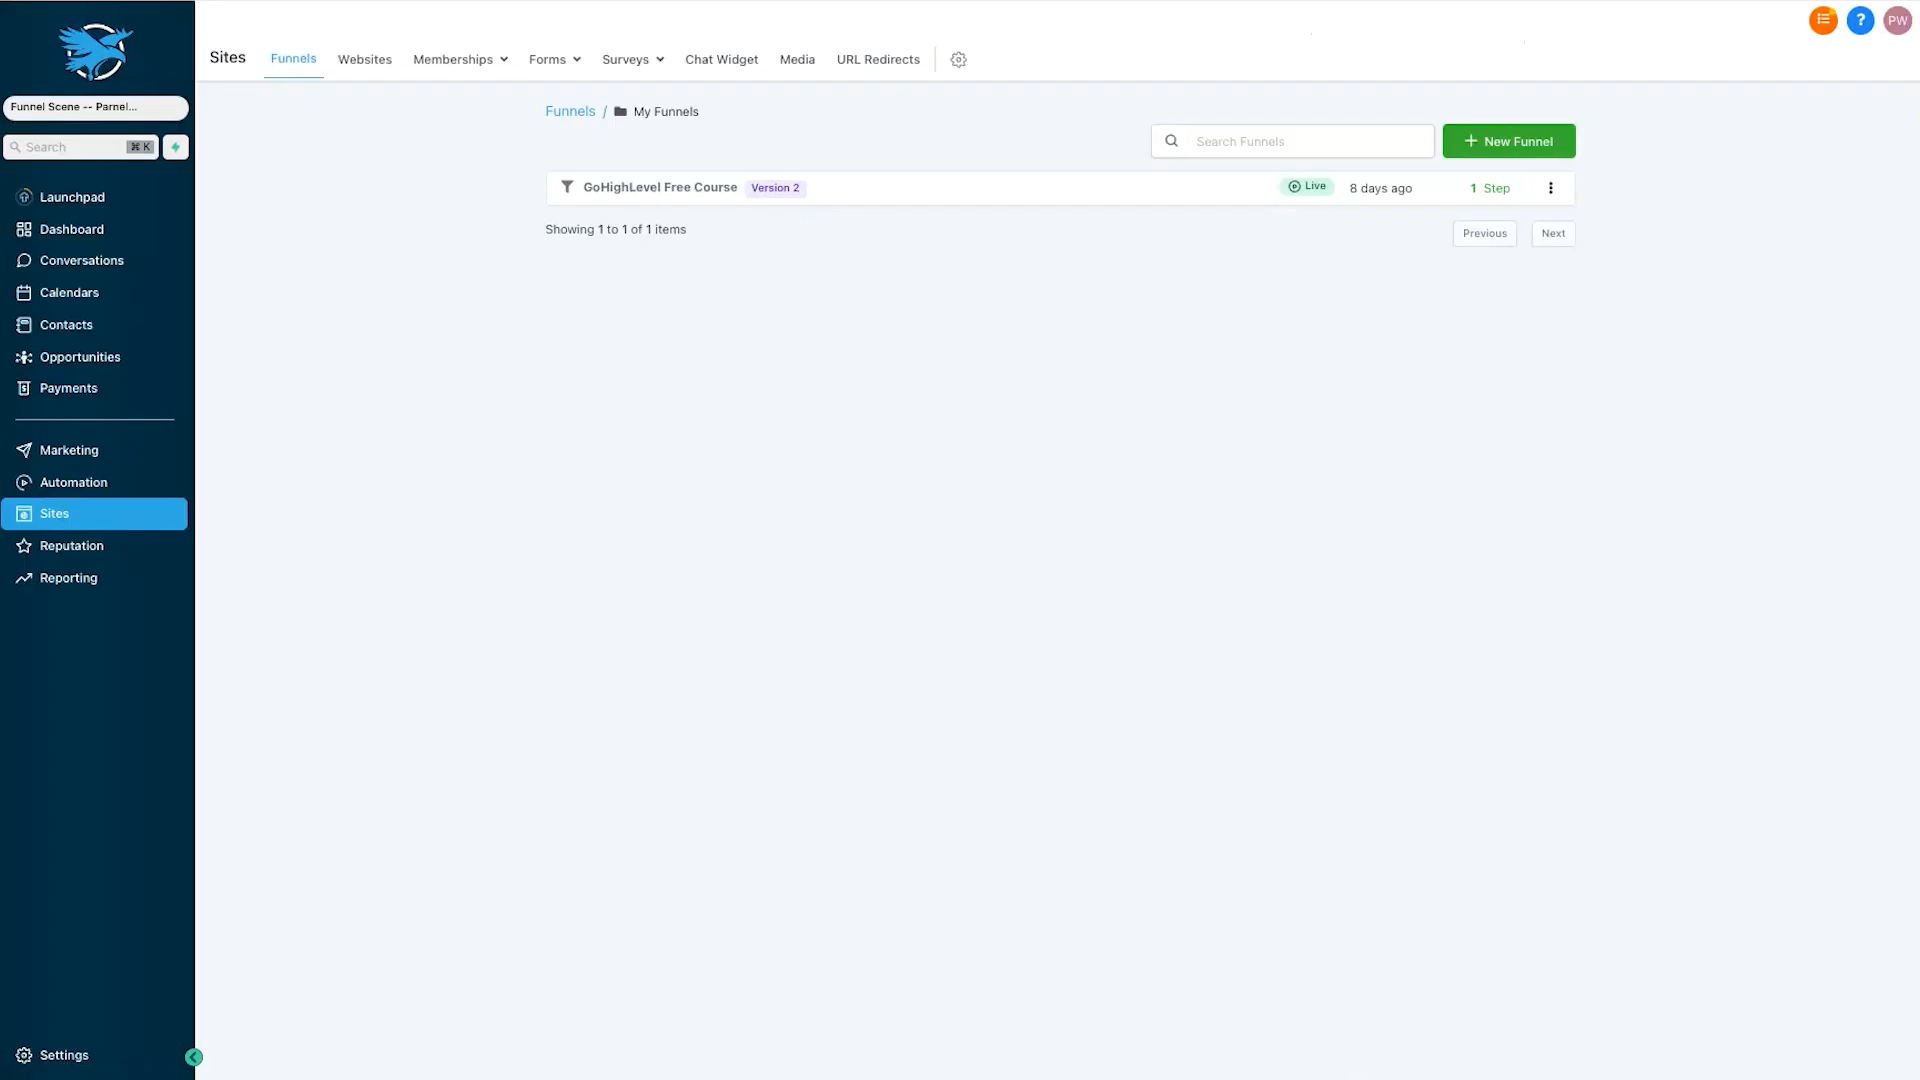 PW
Sites Funnels Websites Memberships Forms Surveys Chat Widget Media URL Redirects
Funnel Scene -- Parnel...
Search ⌘ K
Launchpad
Dashboard
Conversations
Calendars
Contacts
Opportunities
Payments
Marketing
Automation
Sites
Reputation
Reporting
Settings
Funnels / My Funnels
Search Funnels
+ New Funnel
GoHighLevel Free Course Version 2 Live 8 days ago 1 Step
Showing 1 to 1 of 1 items
Previous Next